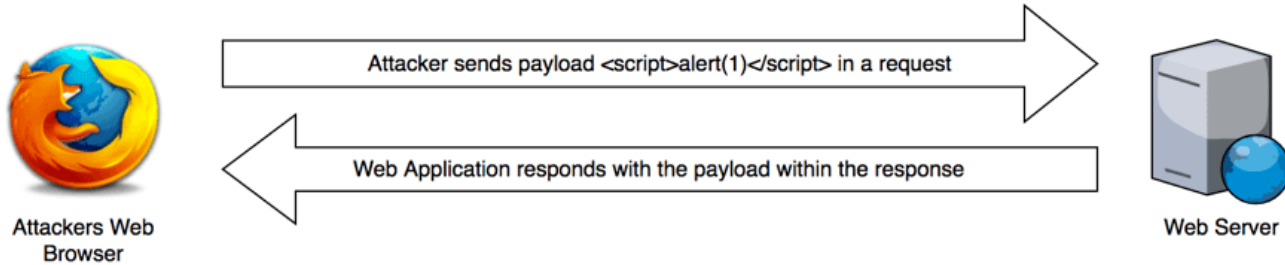 Attacker sends payload <script>alert(1)</script> in a request
Web Application responds with the payload within the response
Attackers Web
Browser
Web Server